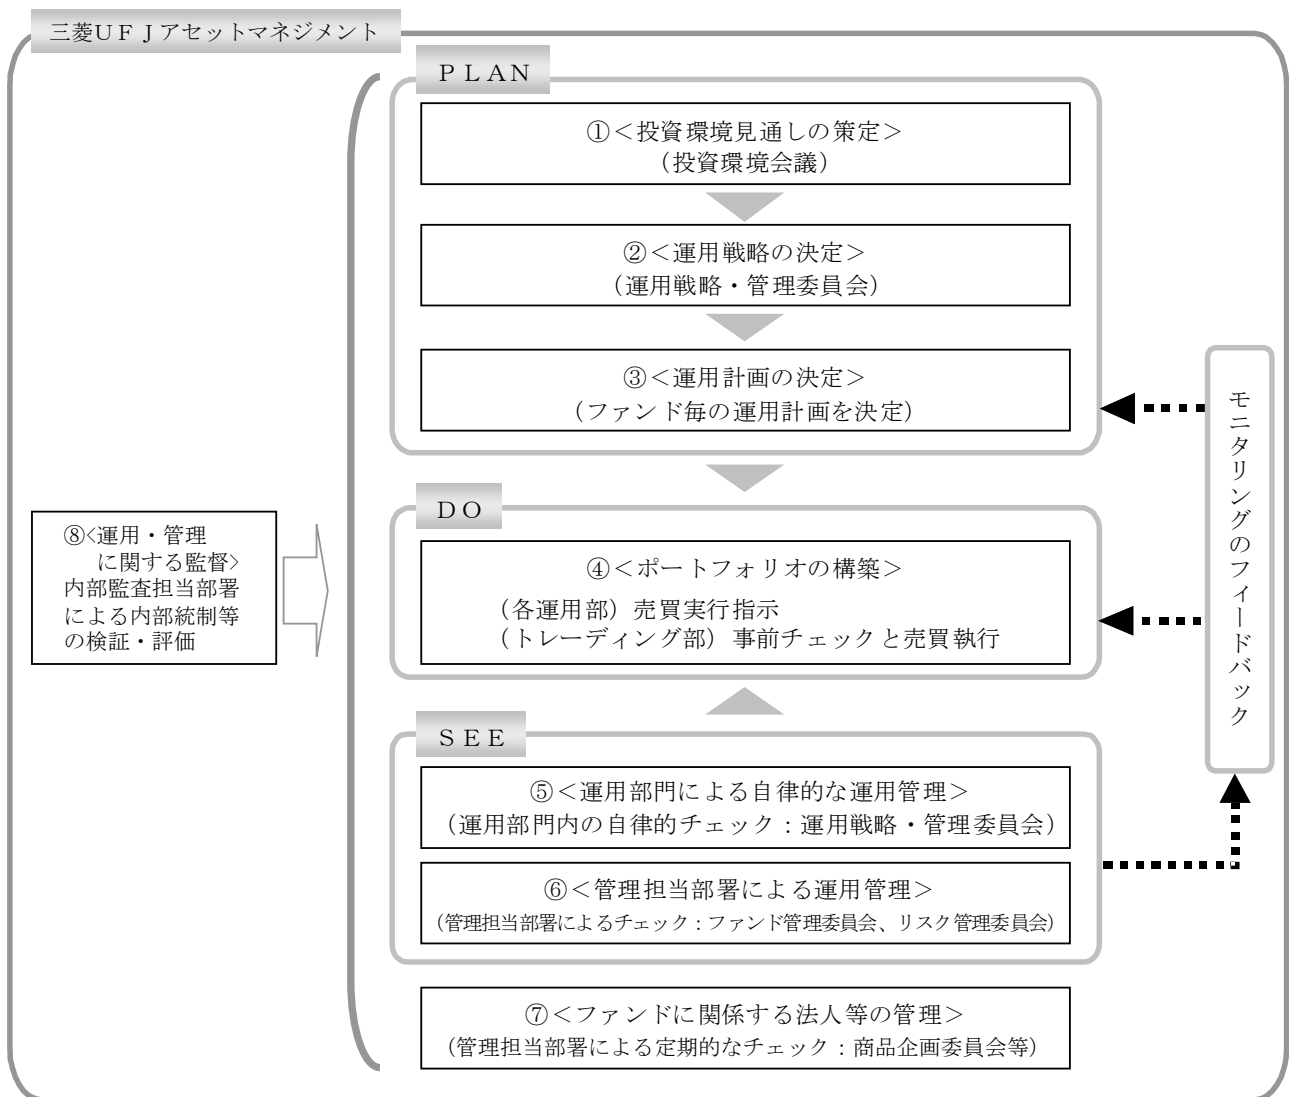 三菱ＵＦＪアセットマネジメント
ＰＬＡＮ
①＜投資環境見通しの策定＞
（投資環境会議）
②＜運用戦略の決定＞
（運用戦略・管理委員会）
③＜運用計画の決定＞
（ファンド毎の運用計画を決定）
ＤＯ
④＜ポートフォリオの構築＞
（各運用部）売買実行指示
（トレーディング部）事前チェックと売買執行
ＳＥＥ
⑤＜運用部門による自律的な運用管理＞
（運用部門内の自律的チェック：運用戦略・管理委員会）
⑥＜管理担当部署による運用管理＞
（管理担当部署によるチェック：ファンド管理委員会、リスク管理委員会）
⑦＜ファンドに関係する法人等の管理＞
（管理担当部署による定期的なチェック：商品企画委員会等）
⑧<運用・管理
に関する監督>
内部監査担当部署
による内部統制等
の検証・評価
モニタリングのフィードバック